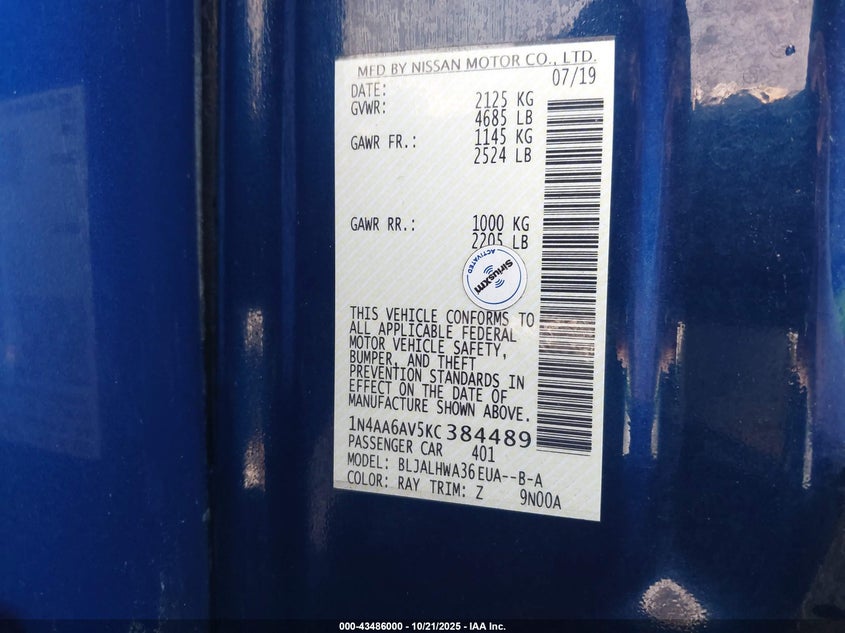 MFD BY NISSAN MOTOR CO., LTD.
DATE: 07/19
GVWR: 2125 KG
4685 LB
GAWR FR.: 1145 KG
2524 LB
GAWR RR.: 1000 KG
2205 LB
ACTIVATED
SiriusXM
THIS VEHICLE CONFORMS TO
ALL APPLICABLE FEDERAL
MOTOR VEHICLE SAFETY,
BUMPER, AND THEFT
PREVENTION STANDARDS IN
EFFECT ON THE DATE OF
MANUFACTURE SHOWN ABOVE.
1N4AA6AV5KC384489
PASSENGER CAR 401
MODEL: BLJALHWA36EUA--B-A
COLOR: RAY TRIM: Z 9N00A
000-43486000 - 10/21/2025 - IAA Inc.